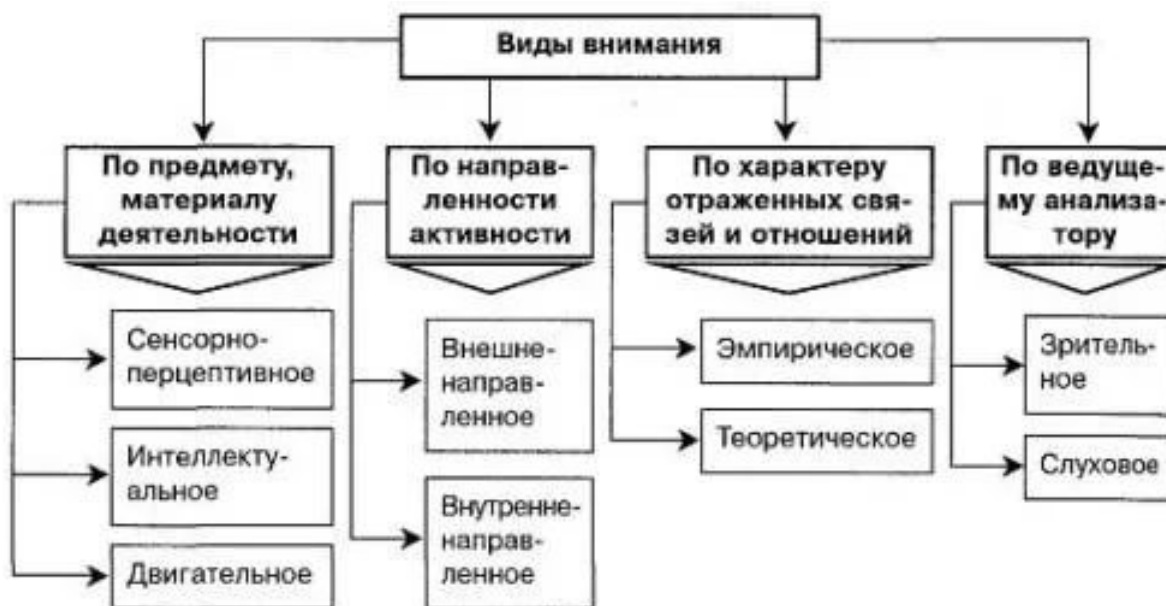 Виды внимания
По предмету,
материалу
деятельности
Сенсорно-
перцептивное
Интеллекту-
альное
Двигательное
По направ-
ленности
активности
Внешне-
направ-
ленное
Внутренне-
направ-
ленное
По характеру
отраженных свя-
зей и отношений
Эмпирическое
Теоретическое
По ведуще-
му анализа-
тору
Зритель-
ное
Слуховое